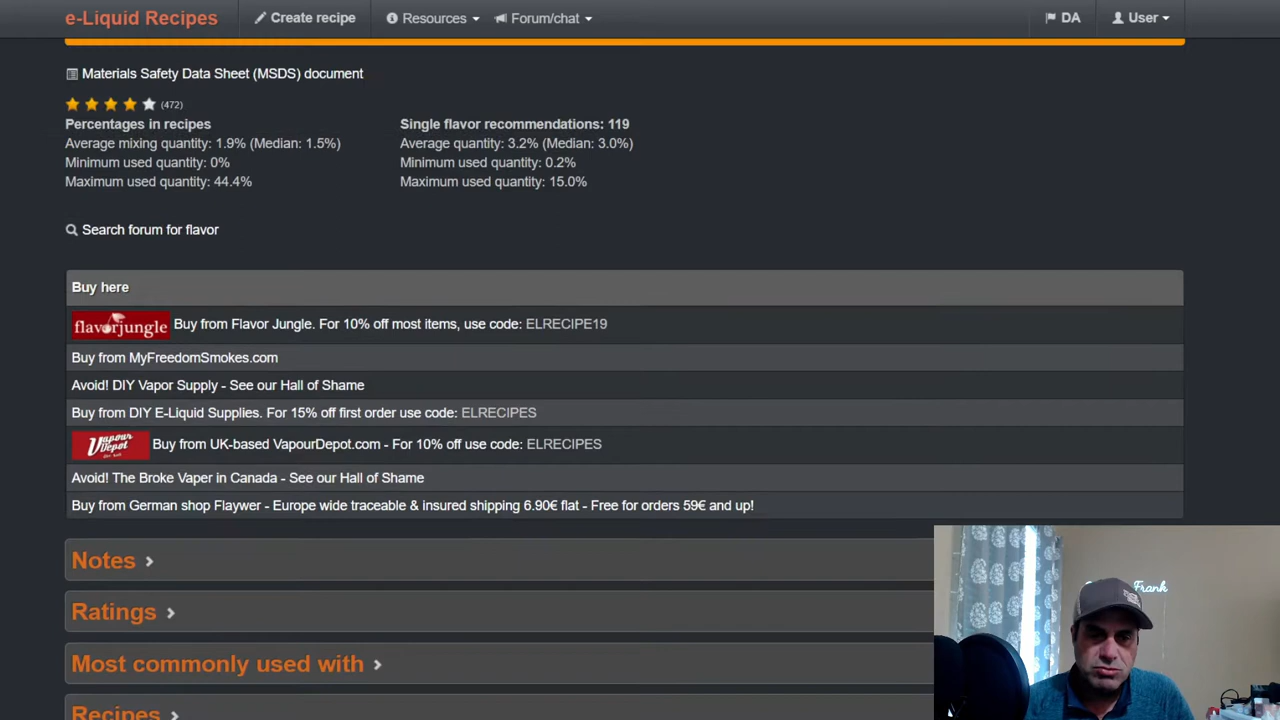 e-Liquid Recipes
Create recipe
Resources
Forum/chat
DA
User
Materials Safety Data Sheet (MSDS) document
(472)
Percentages in recipes
Average mixing quantity: 1.9% (Median: 1.5%)
Minimum used quantity: 0%
Maximum used quantity: 44.4%
Single flavor recommendations: 119
Average quantity: 3.2% (Median: 3.0%)
Minimum used quantity: 0.2%
Maximum used quantity: 15.0%
Search forum for flavor
Buy here
flavorjungle Buy from Flavor Jungle. For 10% off most items, use code: ELRECIPE19
Buy from MyFreedomSmokes.com
Avoid! DIY Vapor Supply - See our Hall of Shame
Buy from DIY E-Liquid Supplies. For 15% off first order use code: ELRECIPES
Vapour Depot Buy from UK-based VapourDepot.com - For 10% off use code: ELRECIPES
Avoid! The Broke Vaper in Canada - See our Hall of Shame
Buy from German shop Flaywer - Europe wide traceable & insured shipping 6.90€ flat - Free for orders 59€ and up!
Notes
Ratings
Most commonly used with
Recipes
Frank